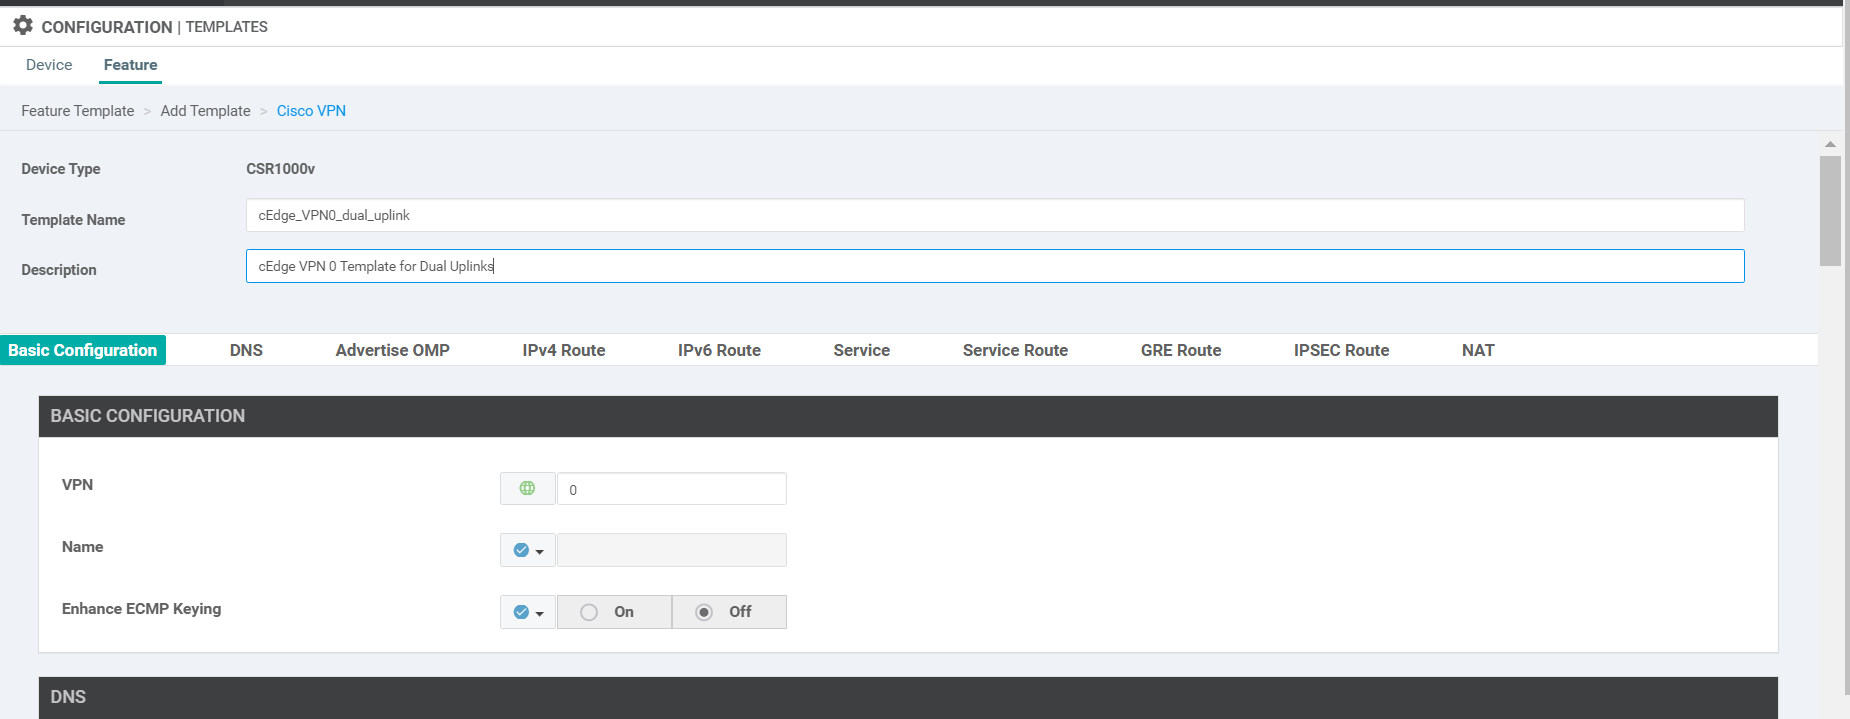 CONFIGURATION | TEMPLATES
Device Feature
Feature Template > Add Template > Cisco VPN
Device Type CSR1000v
Template Name cEdge_VPN0_dual_uplink
Description cEdge VPN 0 Template for Dual Uplinks
Basic Configuration DNS Advertise OMP IPv4 Route IPv6 Route Service Service Route GRE Route IPSEC Route NAT
BASIC CONFIGURATION
VPN 0
Name
Enhance ECMP Keying On Off
DNS